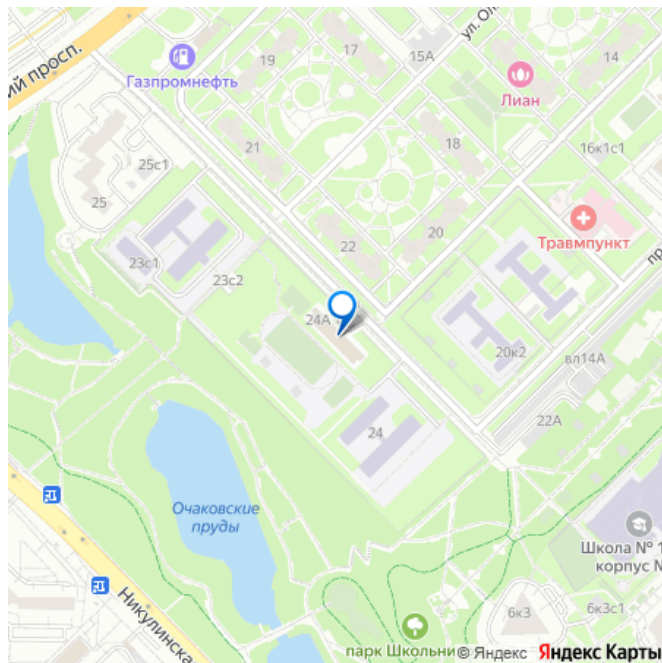 ий просп.
Газпромнефть
19
17
15А
ул. Ол
Лиан
14
25с1
21
18
16к1с1
25
Травмпункт
пр
22
20
23с1
23с2
24А
20к2
вл14А
24
22А
Очаковские
пруды
Школа № 1
корпус №
Никулинска
6к3
6к3с1
парк Школьни
© Яндекс Яндекс Карты